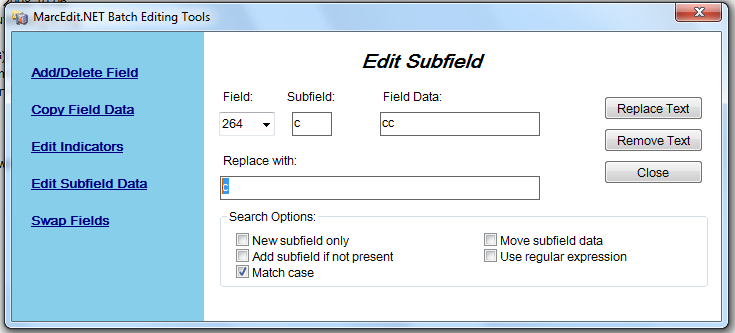 MarcEdit.NET Batch Editing Tools
Add/Delete Field
Copy Field Data
Edit Indicators
Edit Subfield Data
Swap Fields
Edit Subfield
Field: Subfield: Field Data:
264 c cc
Replace with:
c
Replace Text
Remove Text
Close
Search Options:
New subfield only Move subfield data
Add subfield if not present Use regular expression
Match case